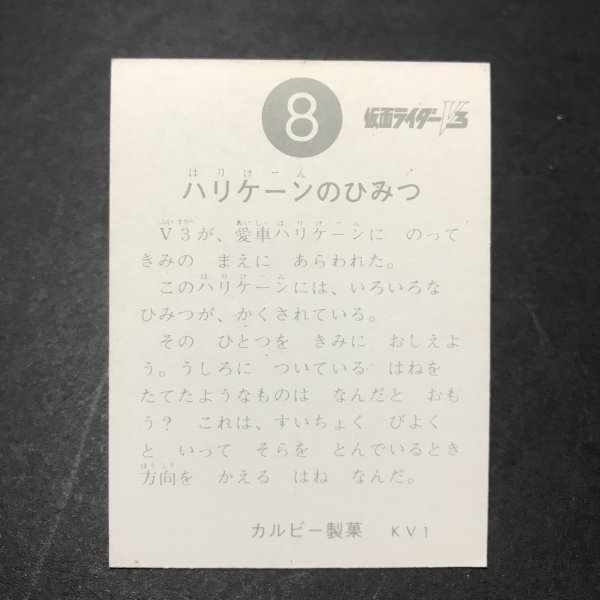 8
仮面ライダーV3
はりけーん
ハリケーンのひみつ
ぶいすりー あいしゃ はりけーん
V3が、愛車ハリケーンに のって
きみの まえに あらわれた。
はりけーん
このハリケーンには、いろいろな
ひみつが、かくされている。
その ひとつを きみに おしえよ
う。うしろに ついている はねを
たてたようなものは なんだと おも
う? これは、すいちょく びよく
と いって そらを とんでいるとき
ほうこう
方向を かえる はね なんだ。
カルビー製菓 KV1